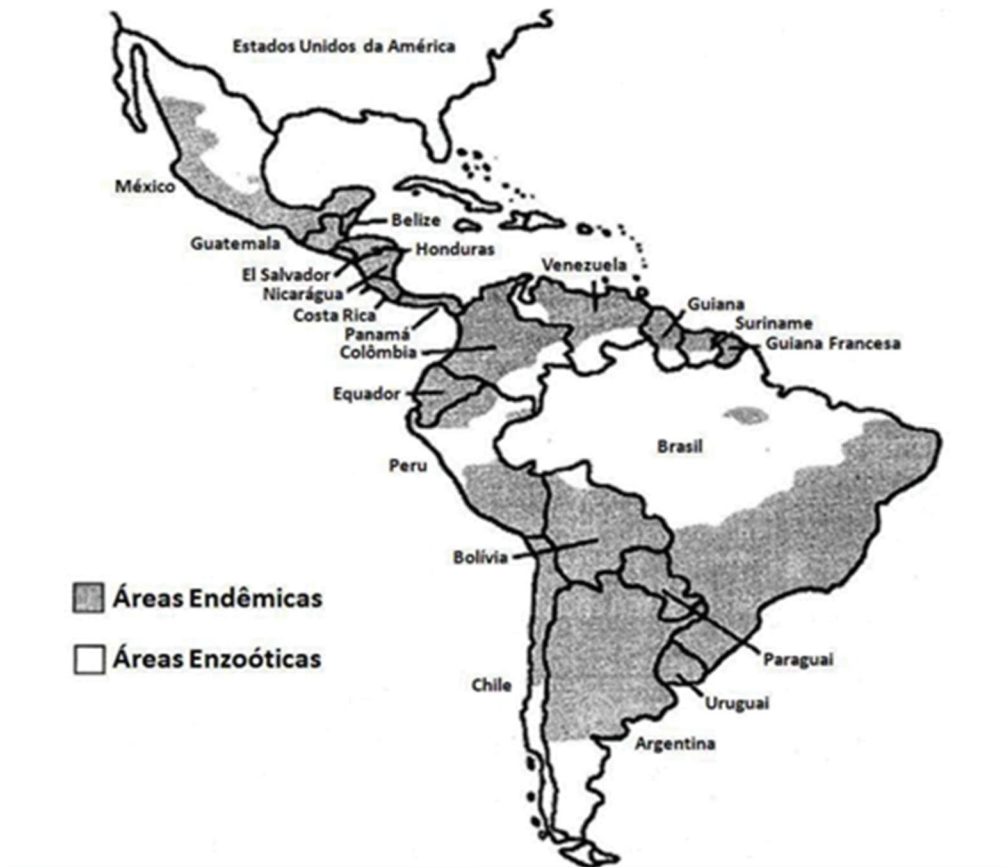 Estados Unidos da América
México
Belize
Guatemala
Honduras
El Salvador
Nicarágua
Costa Rica
Panamá
Colômbia
Venezuela
Guiana
Suriname
Guiana Francesa
Equador
Brasil
Peru
Bolívia
Áreas Endêmicas
Áreas Enzoóticas
Paraguai
Chile
Uruguai
Argentina